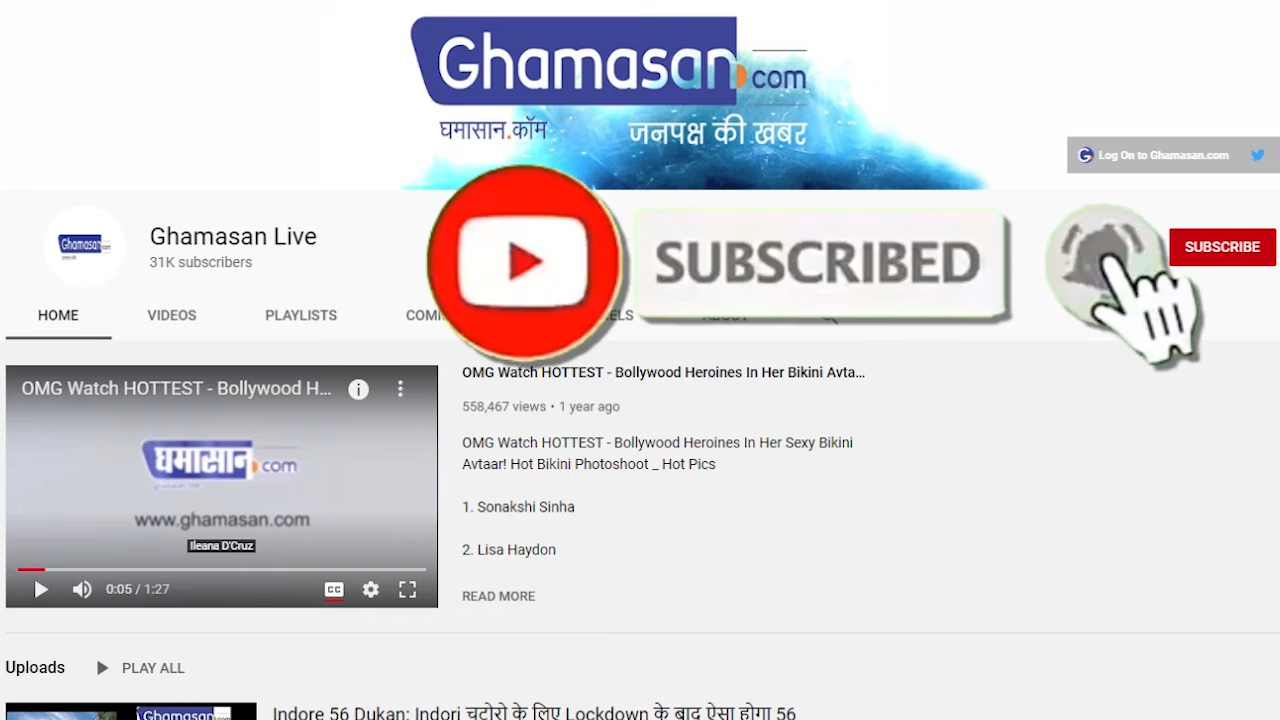 Ghamasan.com
घमासान.कॉम
जनपक्ष की खबर
Log On to Ghamasan.com
Ghamasan
Ghamasan Live
31K subscribers
SUBSCRIBED
SUBSCRIBE
HOME
VIDEOS
PLAYLISTS
OMG Watch HOTTEST - Bollywood H...
घमासान.com
www.ghamasan.com
Ileana D'Cruz
0:05 / 1:27
CC
OMG Watch HOTTEST - Bollywood Heroines In Her Bikini Avta...
558,467 views • 1 year ago
OMG Watch HOTTEST - Bollywood Heroines In Her Sexy Bikini
Avtaar! Hot Bikini Photoshoot _ Hot Pics
1. Sonakshi Sinha
2. Lisa Haydon
READ MORE
Uploads
PLAY ALL
Ghamasan
Indore 56 Dukan: Indori चटोरो के लिए Lockdown के बाद ऐसा होगा 56